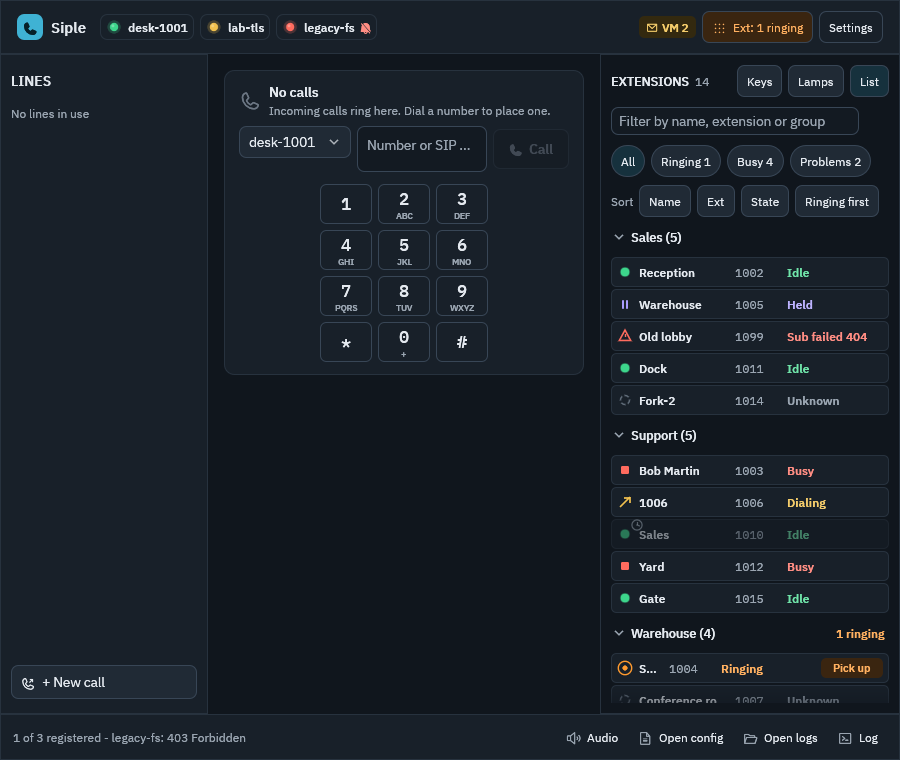 Siple
desk-1001
lab-tls
legacy-fs
VM 2
Ext: 1 ringing
Settings
LINES
No lines in use
+ New call
No calls
Incoming calls ring here. Dial a number to place one.
desk-1001
Number or SIP ...
Call
1
2
ABC
3
DEF
4
GHI
5
JKL
6
MNO
7
PQRS
8
TUV
9
WXYZ
*
0
+
#
EXTENSIONS 14
Keys
Lamps
List
Filter by name, extension or group
All
Ringing 1
Busy 4
Problems 2
Sort
Name
Ext
State
Ringing first
Sales (5)
Reception 1002 Idle
Warehouse 1005 Held
Old lobby 1099 Sub failed 404
Dock 1011 Idle
Fork-2 1014 Unknown
Support (5)
Bob Martin 1003 Busy
1006 1006 Dialing
Sales 1010 Idle
Yard 1012 Busy
Gate 1015 Idle
Warehouse (4) 1 ringing
S... 1004 Ringing Pick up
Conference ro 1007 Unknown
1 of 3 registered - legacy-fs: 403 Forbidden
Audio
Open config
Open logs
Log